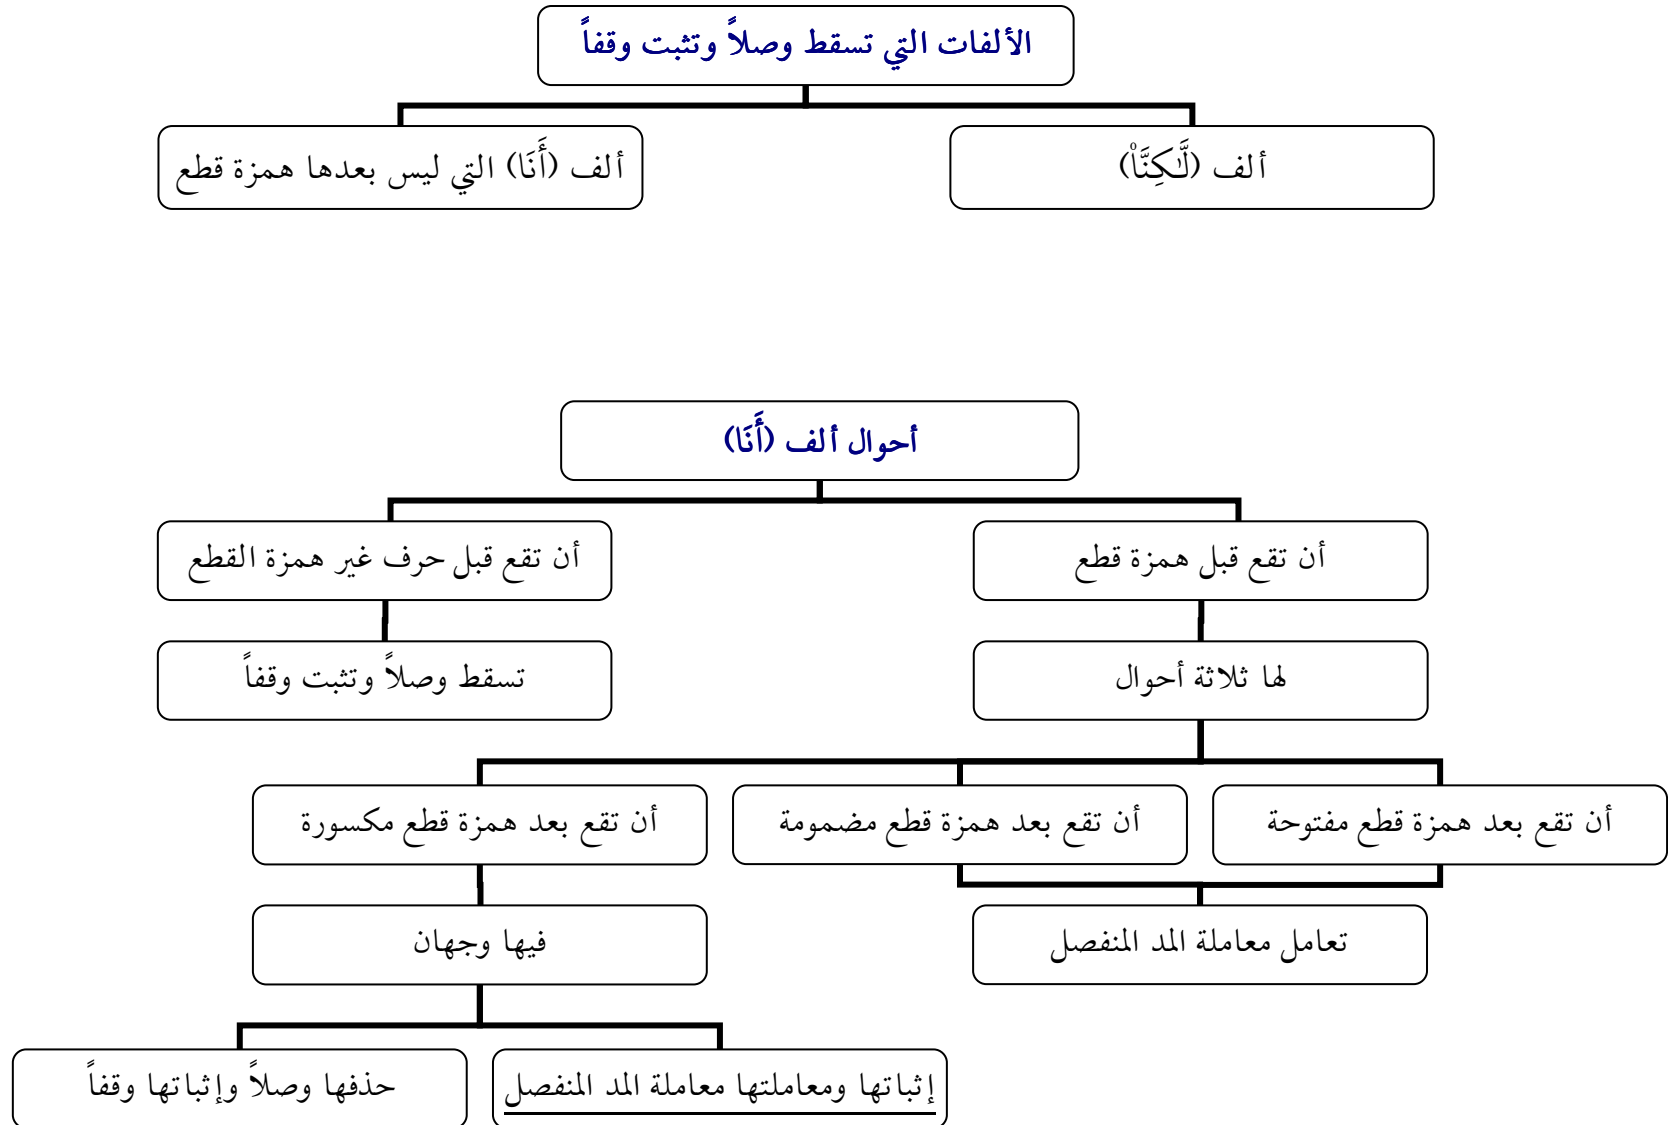 الألفات التي تسقط وصلاً وتثبت وقفاً
ألف (لَّـٰكِنَّا۠)
ألف (أَنَا) التي ليس بعدها همزة قطع
أحوال ألف (أَنَا)
أن تقع قبل همزة قطع
أن تقع قبل حرف غير همزة القطع
لها ثلاثة أحوال
تسقط وصلاً وتثبت وقفاً
أن تقع بعد همزة قطع مفتوحة
أن تقع بعد همزة قطع مضمومة
أن تقع بعد همزة قطع مكسورة
تعامل معاملة المد المنفصل
فيها وجهان
إثباتها ومعاملتها معاملة المد المنفصل
حذفها وصلاً وإثباتها وقفاً